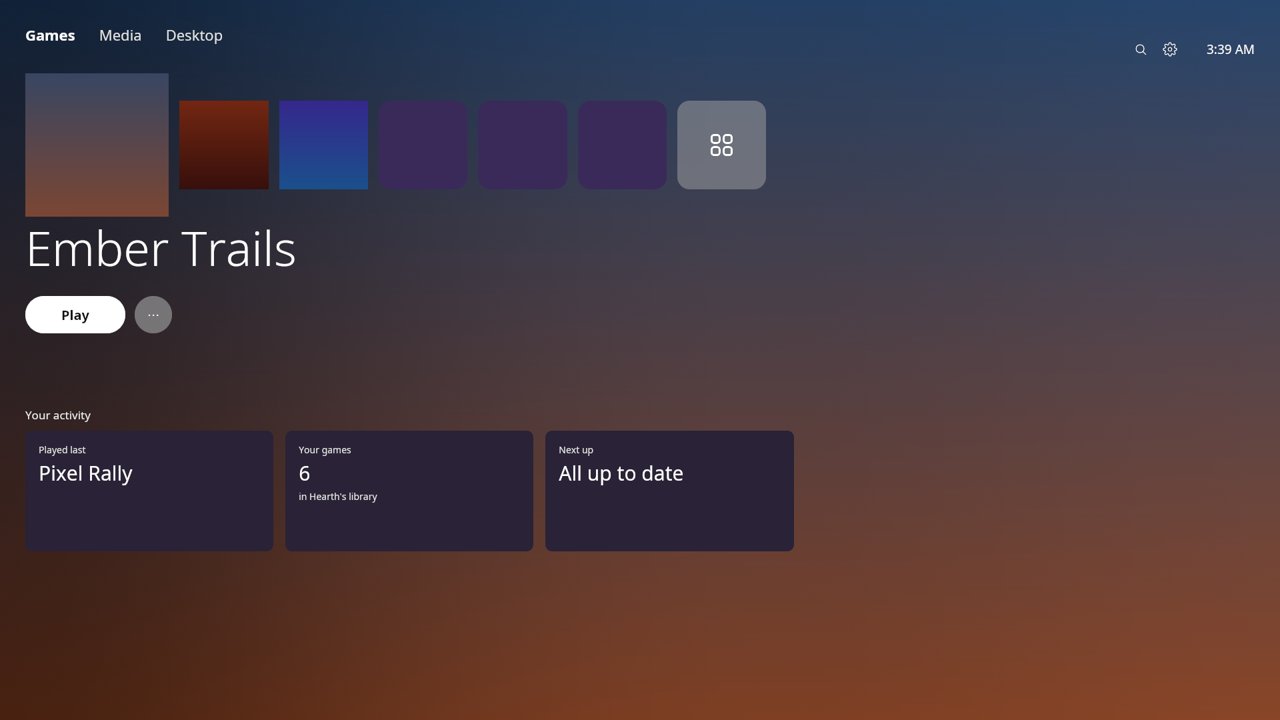 Games Media Desktop
3:39 AM
Ember Trails
Play
...
Your activity
Played last
Pixel Rally
Your games
6
in Hearth's library
Next up
All up to date